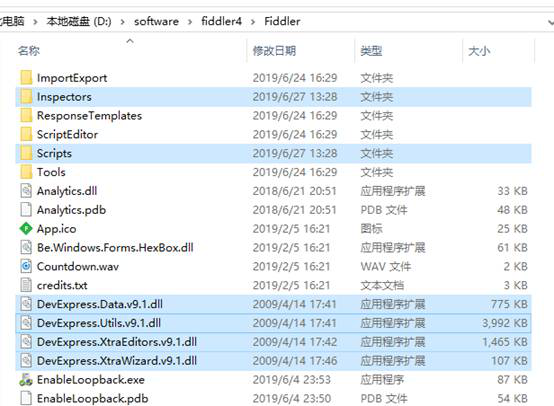 此电脑 > 本地磁盘 (D:) > software > fiddler4 > Fiddler
名称 修改日期 类型 大小
ImportExport 2019/6/24 16:29 文件夹
Inspectors 2019/6/27 13:28 文件夹
ResponseTemplates 2019/6/24 16:29 文件夹
ScriptEditor 2019/6/24 16:29 文件夹
Scripts 2019/6/27 13:28 文件夹
Tools 2019/6/24 16:29 文件夹
Analytics.dll 2018/6/21 20:51 应用程序扩展 33 KB
Analytics.pdb 2018/6/21 20:51 PDB 文件 48 KB
App.ico 2019/2/5 16:21 图标 25 KB
Be.Windows.Forms.HexBox.dll 2019/2/5 16:21 应用程序扩展 61 KB
Countdown.wav 2019/2/5 16:21 WAV 文件 2 KB
credits.txt 2019/2/5 16:21 文本文档 3 KB
DevExpress.Data.v9.1.dll 2009/4/14 17:41 应用程序扩展 775 KB
DevExpress.Utils.v9.1.dll 2009/4/14 17:41 应用程序扩展 3,992 KB
DevExpress.XtraEditors.v9.1.dll 2009/4/14 17:42 应用程序扩展 1,465 KB
DevExpress.XtraWizard.v9.1.dll 2009/4/14 17:46 应用程序扩展 107 KB
EnableLoopback.exe 2019/6/4 23:53 应用程序 87 KB
EnableLoopback.pdb 2019/6/4 23:50 PDB 文件 54 KB